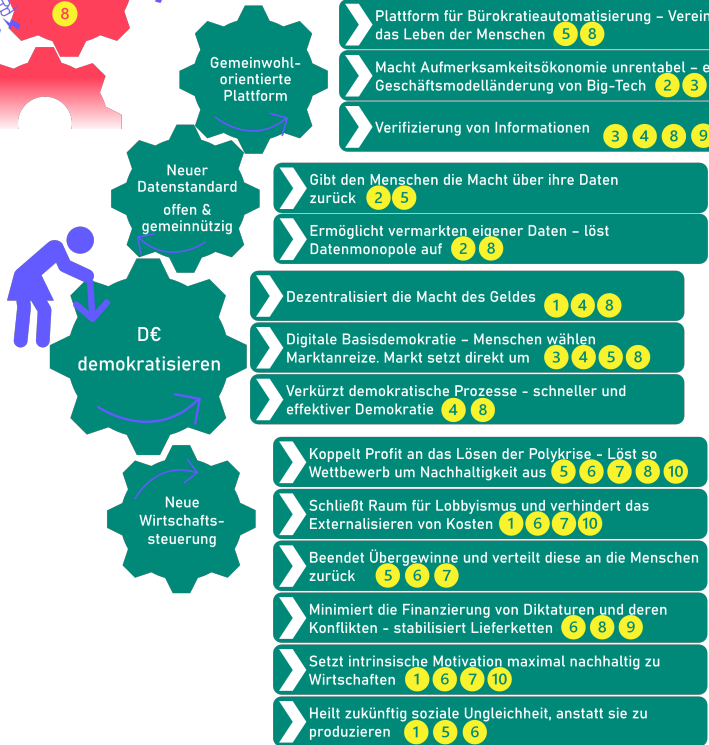 8
Gemeinwohl-
orientierte
Plattform
Plattform für Bürokratieautomatisierung –
das Leben der Menschen 5 8
Macht Aufmerksamkeitsökonomie unrentabel –
Geschäftsmodelländerung von Big-Tech 2 3
Verifizierung von Informationen 3 4 8 9
Neuer
Datenstandard
offen &
gemeinnützig
Gibt den Menschen die Macht über ihre Daten
zurück 2 5
Ermöglicht vermarkten eigener Daten – löst
Datenmonopole auf 2 8
D€
demokratisieren
Dezentralisiert die Macht des Geldes 1 4 8
Digitale Basisdemokratie – Menschen wählen
Marktanreize. Markt setzt direkt um 3 4 5 8
Verkürzt demokratische Prozesse - schneller und
effektiver Demokratie 4 8
Neue
Wirtschafts-
steuerung
Koppelt Profit an das Lösen der Polykrise - Löst so
Wettbewerb um Nachhaltigkeit aus 5 6 7 8 10
Schließt Raum für Lobbyismus und verhindert das
Externalisieren von Kosten 1 6 7 10
Beendet Übergewinne und verteilt diese an die Menschen
zurück 5 6 7
Minimiert die Finanzierung von Diktaturen und deren
Konflikten - stabilisiert Lieferketten 6 8 9
Setzt intrinsische Motivation maximal nachhaltig zu
Wirtschaften 1 6 7 10
Heilt zukünftig soziale Ungleichheit, anstatt sie zu
produzieren 1 5 6